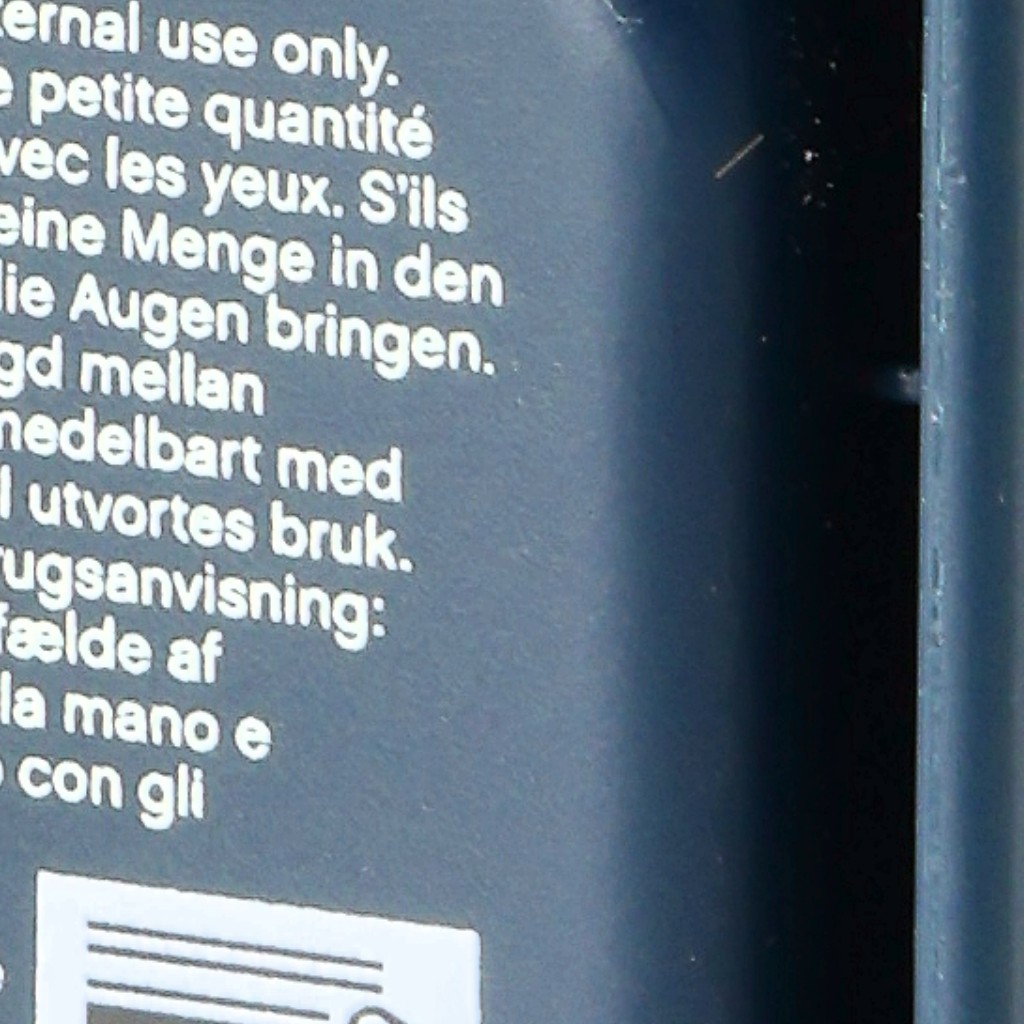 ternal use only.
e petite quantité
vec les yeux. S'ils
eine Menge in den
lie Augen bringen.
gd mellan
nedelbart med
l utvortes bruk.
rugsanvisning:
fælde af
la mano e
con gli